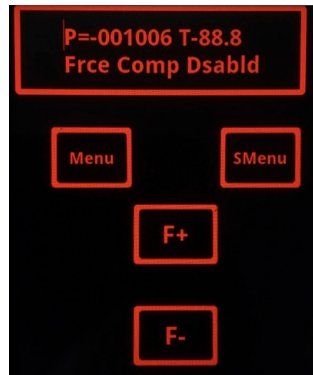 P=-001006 T-88.8
Frce Comp Dsabld
Menu
SMenu
F+
F-